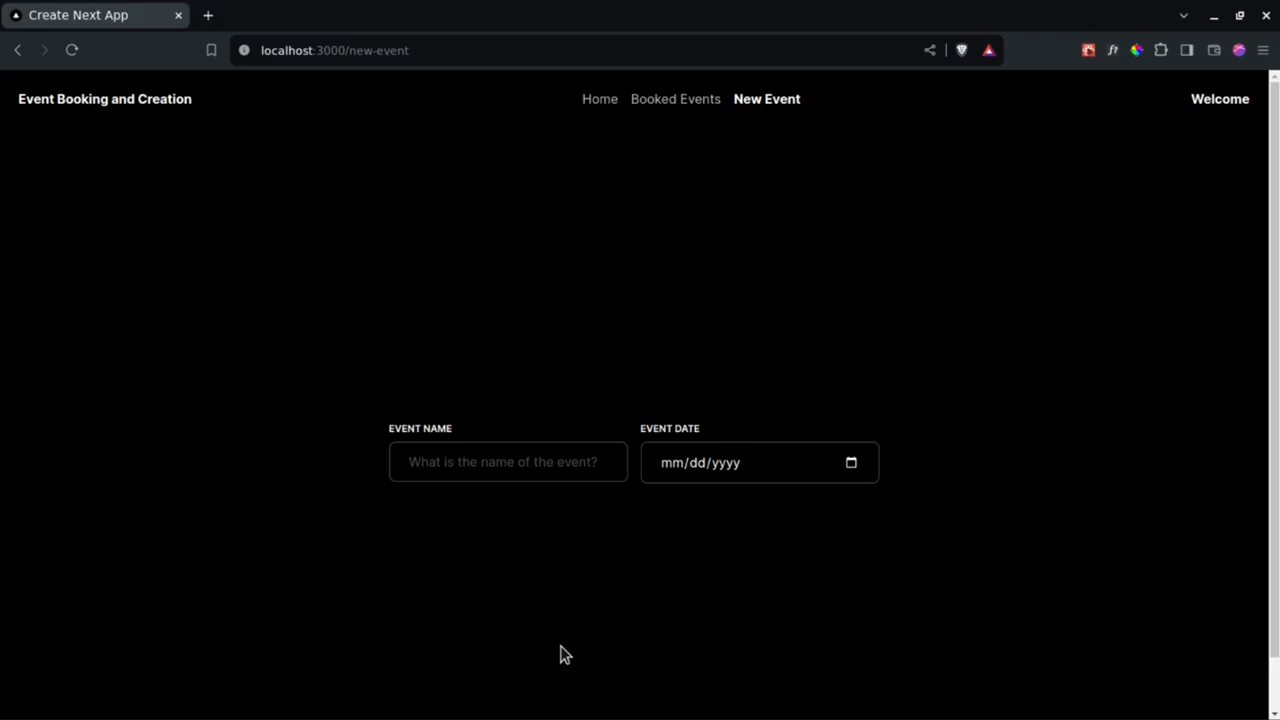 Create Next App
localhost:3000/new-event
Event Booking and Creation
Home Booked Events New Event
Welcome
EVENT NAME
EVENT DATE
What is the name of the event?
mm/dd/yyyy